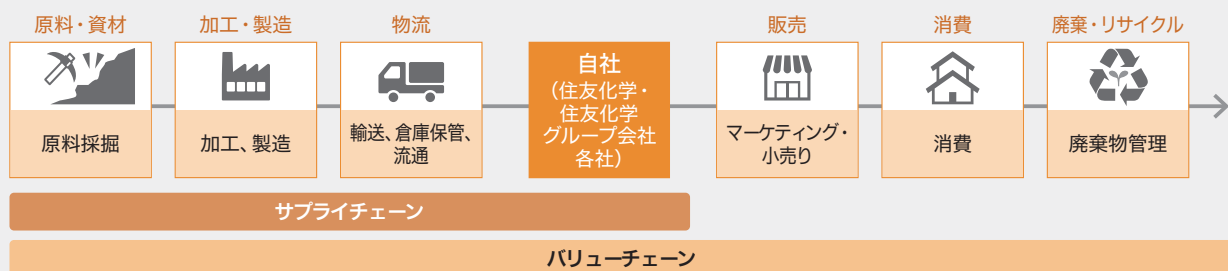 原料・資材
加工・製造
物流
販売
消費
廃棄・リサイクル
原料採掘
加工、製造
輸送、倉庫保管、
流通
自社
（住友化学・
住友化学
グループ会社
各社）
マーケティング・
小売り
消費
廃棄物管理
サプライチェーン
バリューチェーン